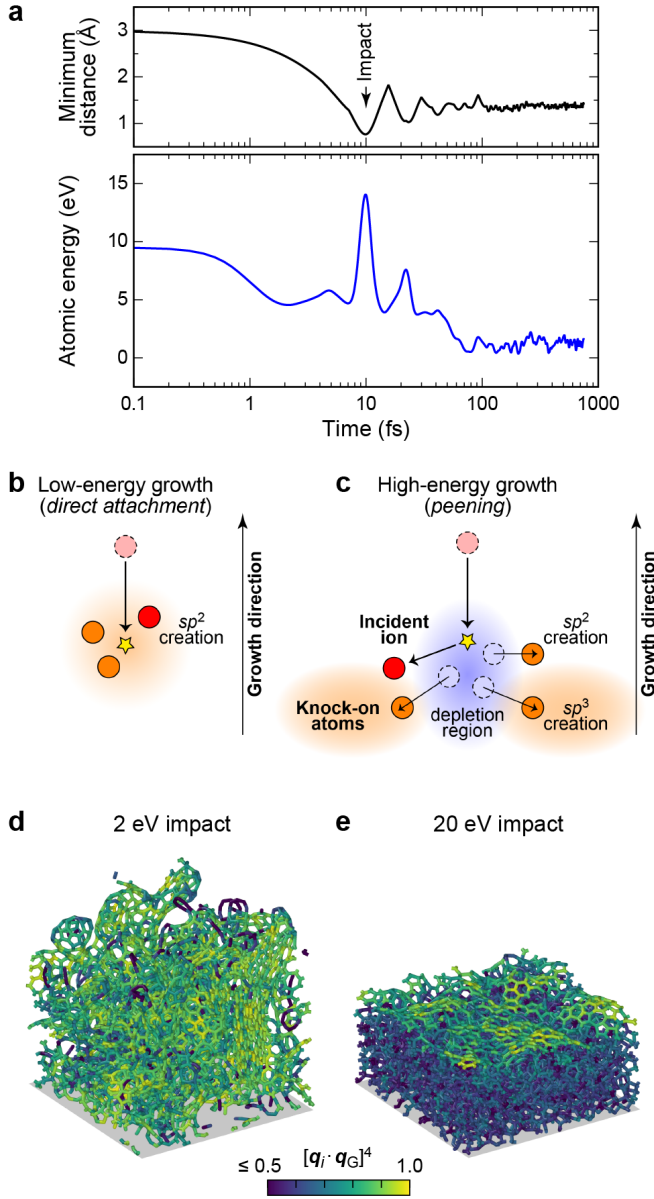 a
Minimum
distance (Å)
3
2
1
Impact
Atomic energy (eV)
15
10
5
0
0.1
1
10
100
1000
Time (fs)
b
Low-energy growth
(direct attachment)
sp²
creation
Growth direction
c
High-energy growth
(peening)
Incident
ion
sp²
creation
Knock-on
atoms
depletion
region
sp³
creation
Growth direction
d
2 eV impact
e
20 eV impact
≤ 0.5
[qᵢ · q_G]⁴
1.0